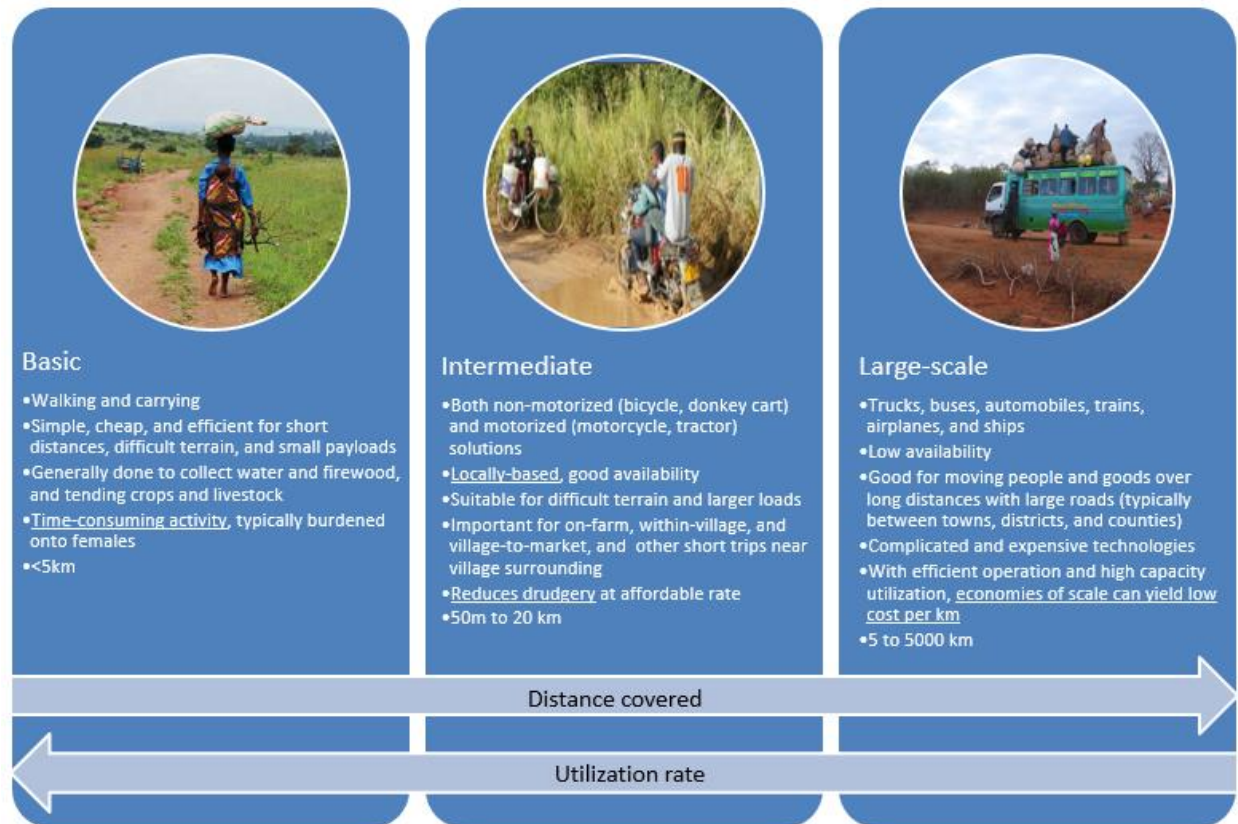 Basic
•Walking and carrying
•Simple, cheap, and efficient for short
distances, difficult terrain, and small payloads
•Generally done to collect water and firewood,
and tending crops and livestock
•Time-consuming activity, typically burdened
onto females
•<5km
Intermediate
•Both non-motorized (bicycle, donkey cart)
and motorized (motorcycle, tractor)
solutions
•Locally-based, good availability
•Suitable for difficult terrain and larger loads
•Important for on-farm, within-village, and
village-to-market, and other short trips near
village surrounding
•Reduces drudgery at affordable rate
•50m to 20 km
Large-scale
•Trucks, buses, automobiles, trains,
airplanes, and ships
•Low availability
•Good for moving people and goods over
long distances with large roads (typically
between towns, districts, and counties)
•Complicated and expensive technologies
•With efficient operation and high capacity
utilization, economies of scale can yield low
cost per km
•5 to 5000 km
Distance covered
Utilization rate